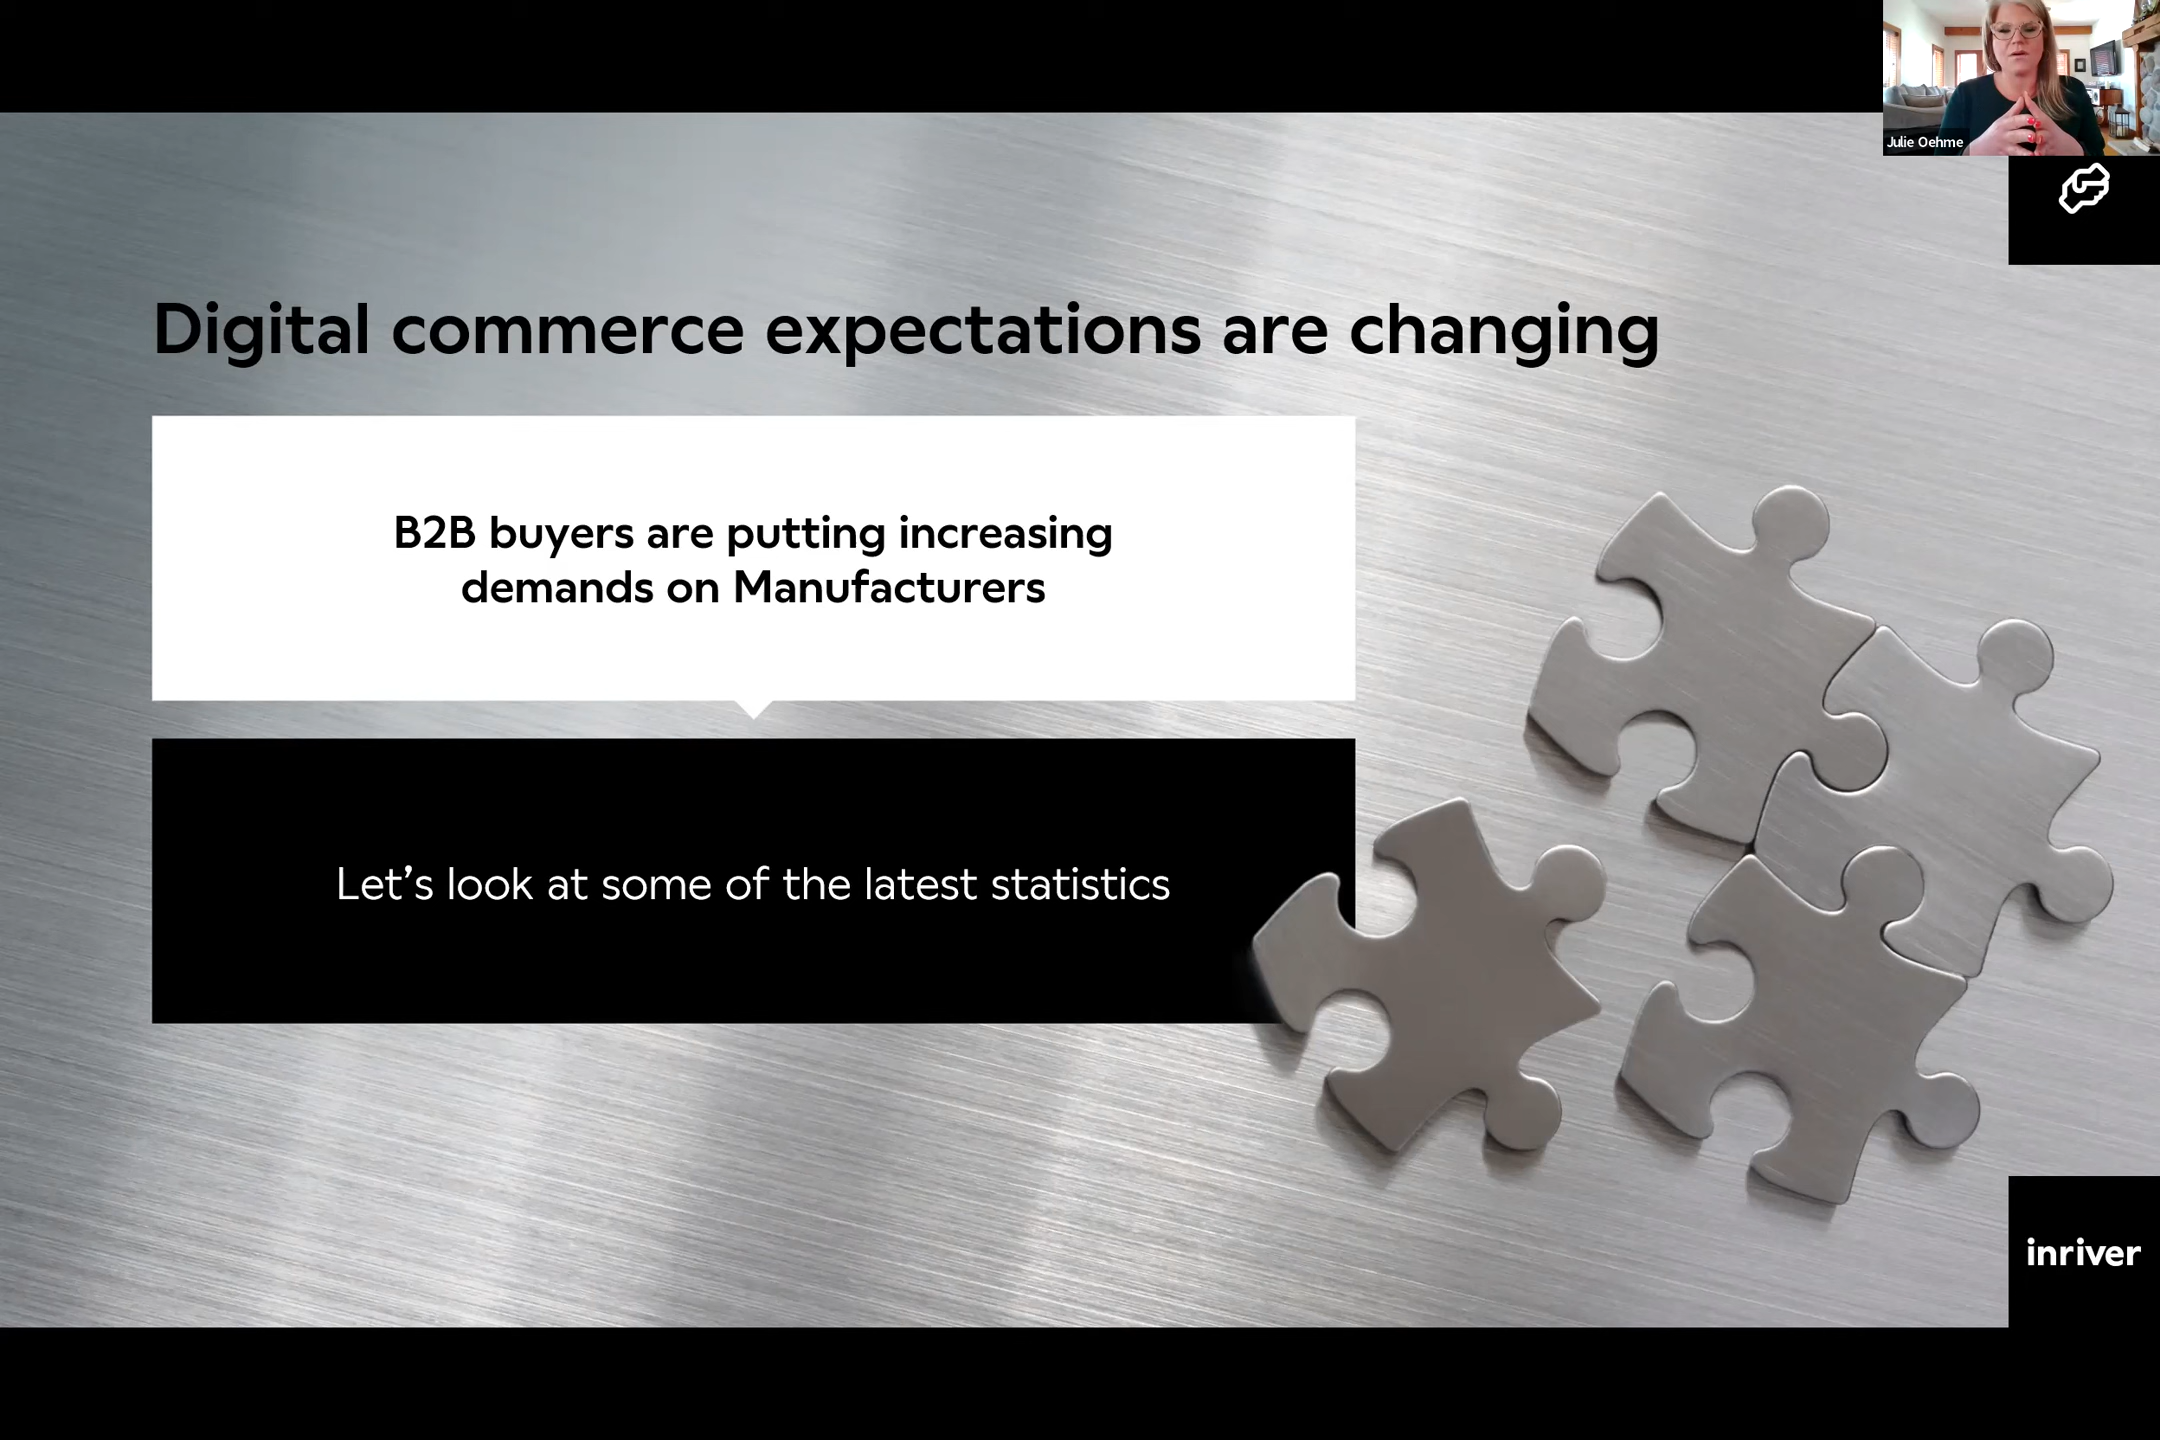 Julie Oehme
Digital commerce expectations are changing
B2B buyers are putting increasing
demands on Manufacturers
Let’s look at some of the latest statistics
inriver